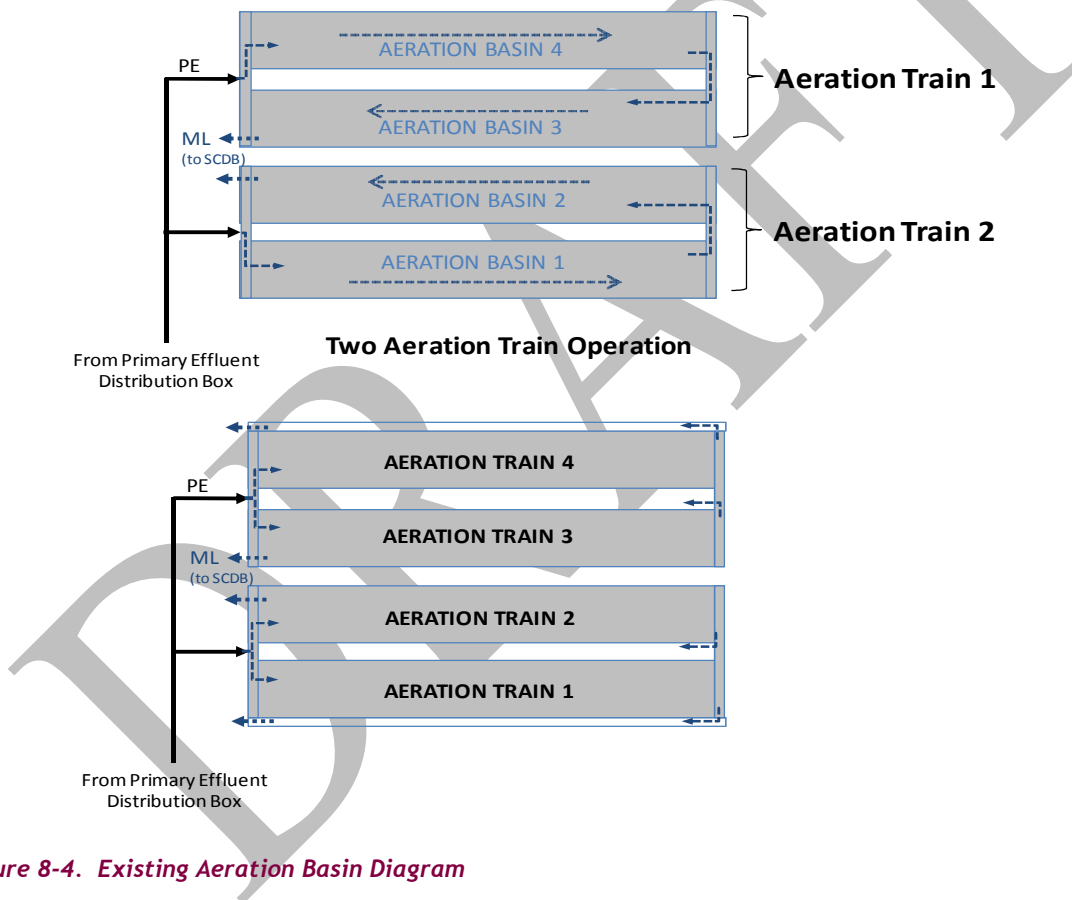 AERATION BASIN 4
PE
Aeration Train 1
AERATION BASIN 3
ML
(to SCDB)
AERATION BASIN 2
Aeration Train 2
AERATION BASIN 1
From Primary Effluent
Distribution Box
Two Aeration Train Operation
AERATION TRAIN 4
PE
AERATION TRAIN 3
ML
(to SCDB)
AERATION TRAIN 2
AERATION TRAIN 1
From Primary Effluent
Distribution Box
ure 8-4. Existing Aeration Basin Diagram
DRAFT